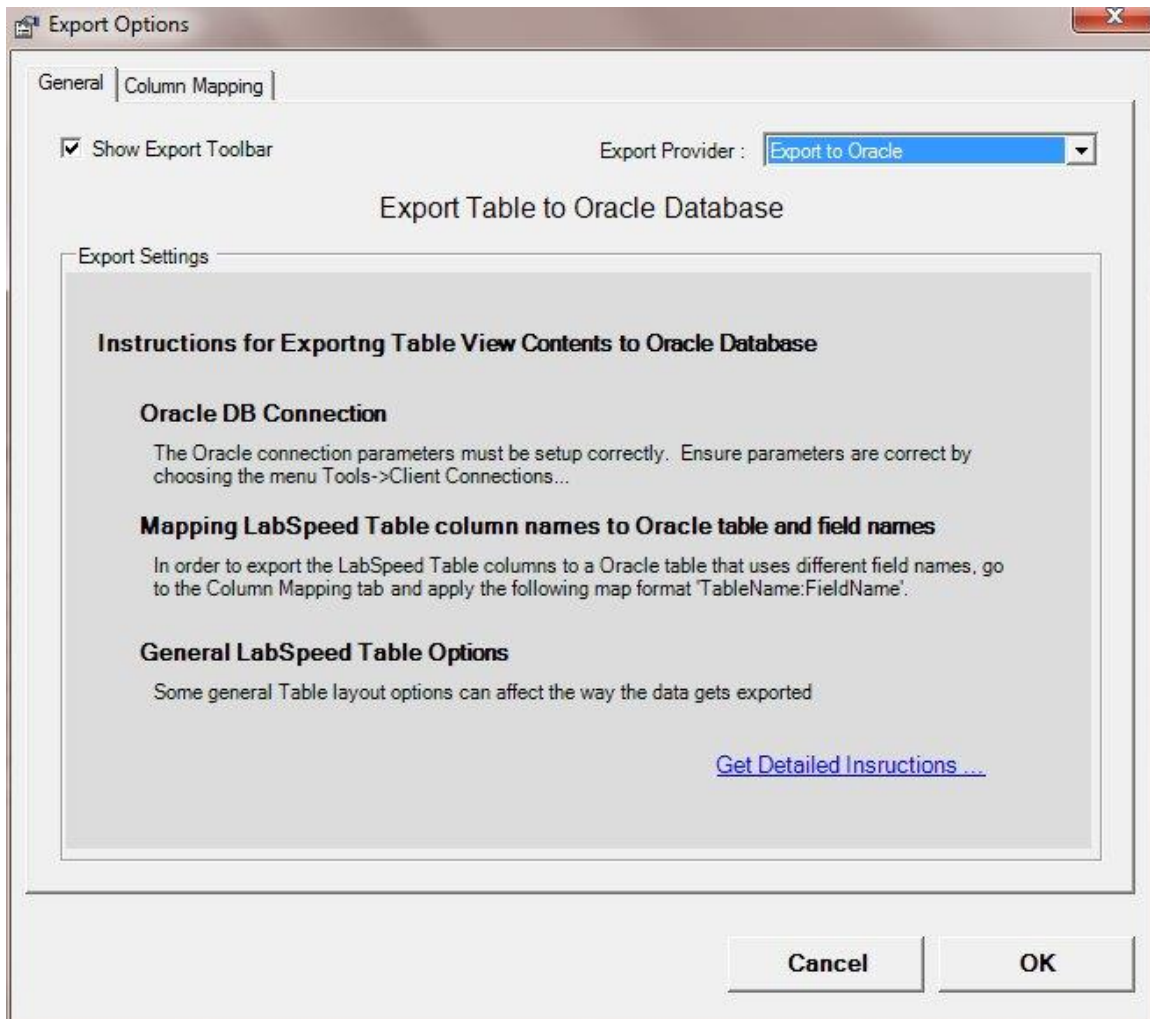 Export Options
X
General
Column Mapping
Show Export Toolbar
Export Provider :
Export to Oracle
Export Table to Oracle Database
Export Settings
Instructions for Exportng Table View Contents to Oracle Database
Oracle DB Connection
The Oracle connection parameters must be setup correctly.  Ensure parameters are correct by
choosing the menu Tools->Client Connections...
Mapping LabSpeed Table column names to Oracle table and field names
In order to export the LabSpeed Table columns to a Oracle table that uses different field names, go
to the Column Mapping tab and apply the following map format 'TableName:FieldName'.
General LabSpeed Table Options
Some general Table layout options can affect the way the data gets exported
Get Detailed Insructions ...
Cancel
OK